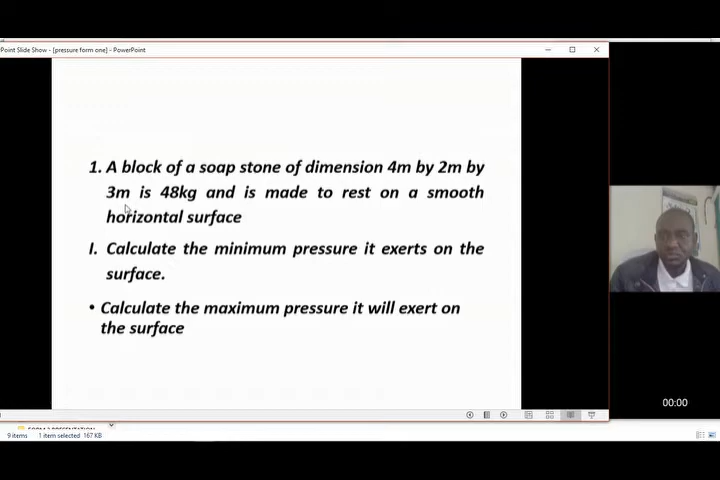 Point Slide Show - [pressure form one] - PowerPoint
1. A block of a soap stone of dimension 4m by 2m by
3m is 48kg and is made to rest on a smooth
horizontal surface
I. Calculate the minimum pressure it exerts on the
surface.
• Calculate the maximum pressure it will exert on
the surface
00:00
9 items 1 item selected 167 KB